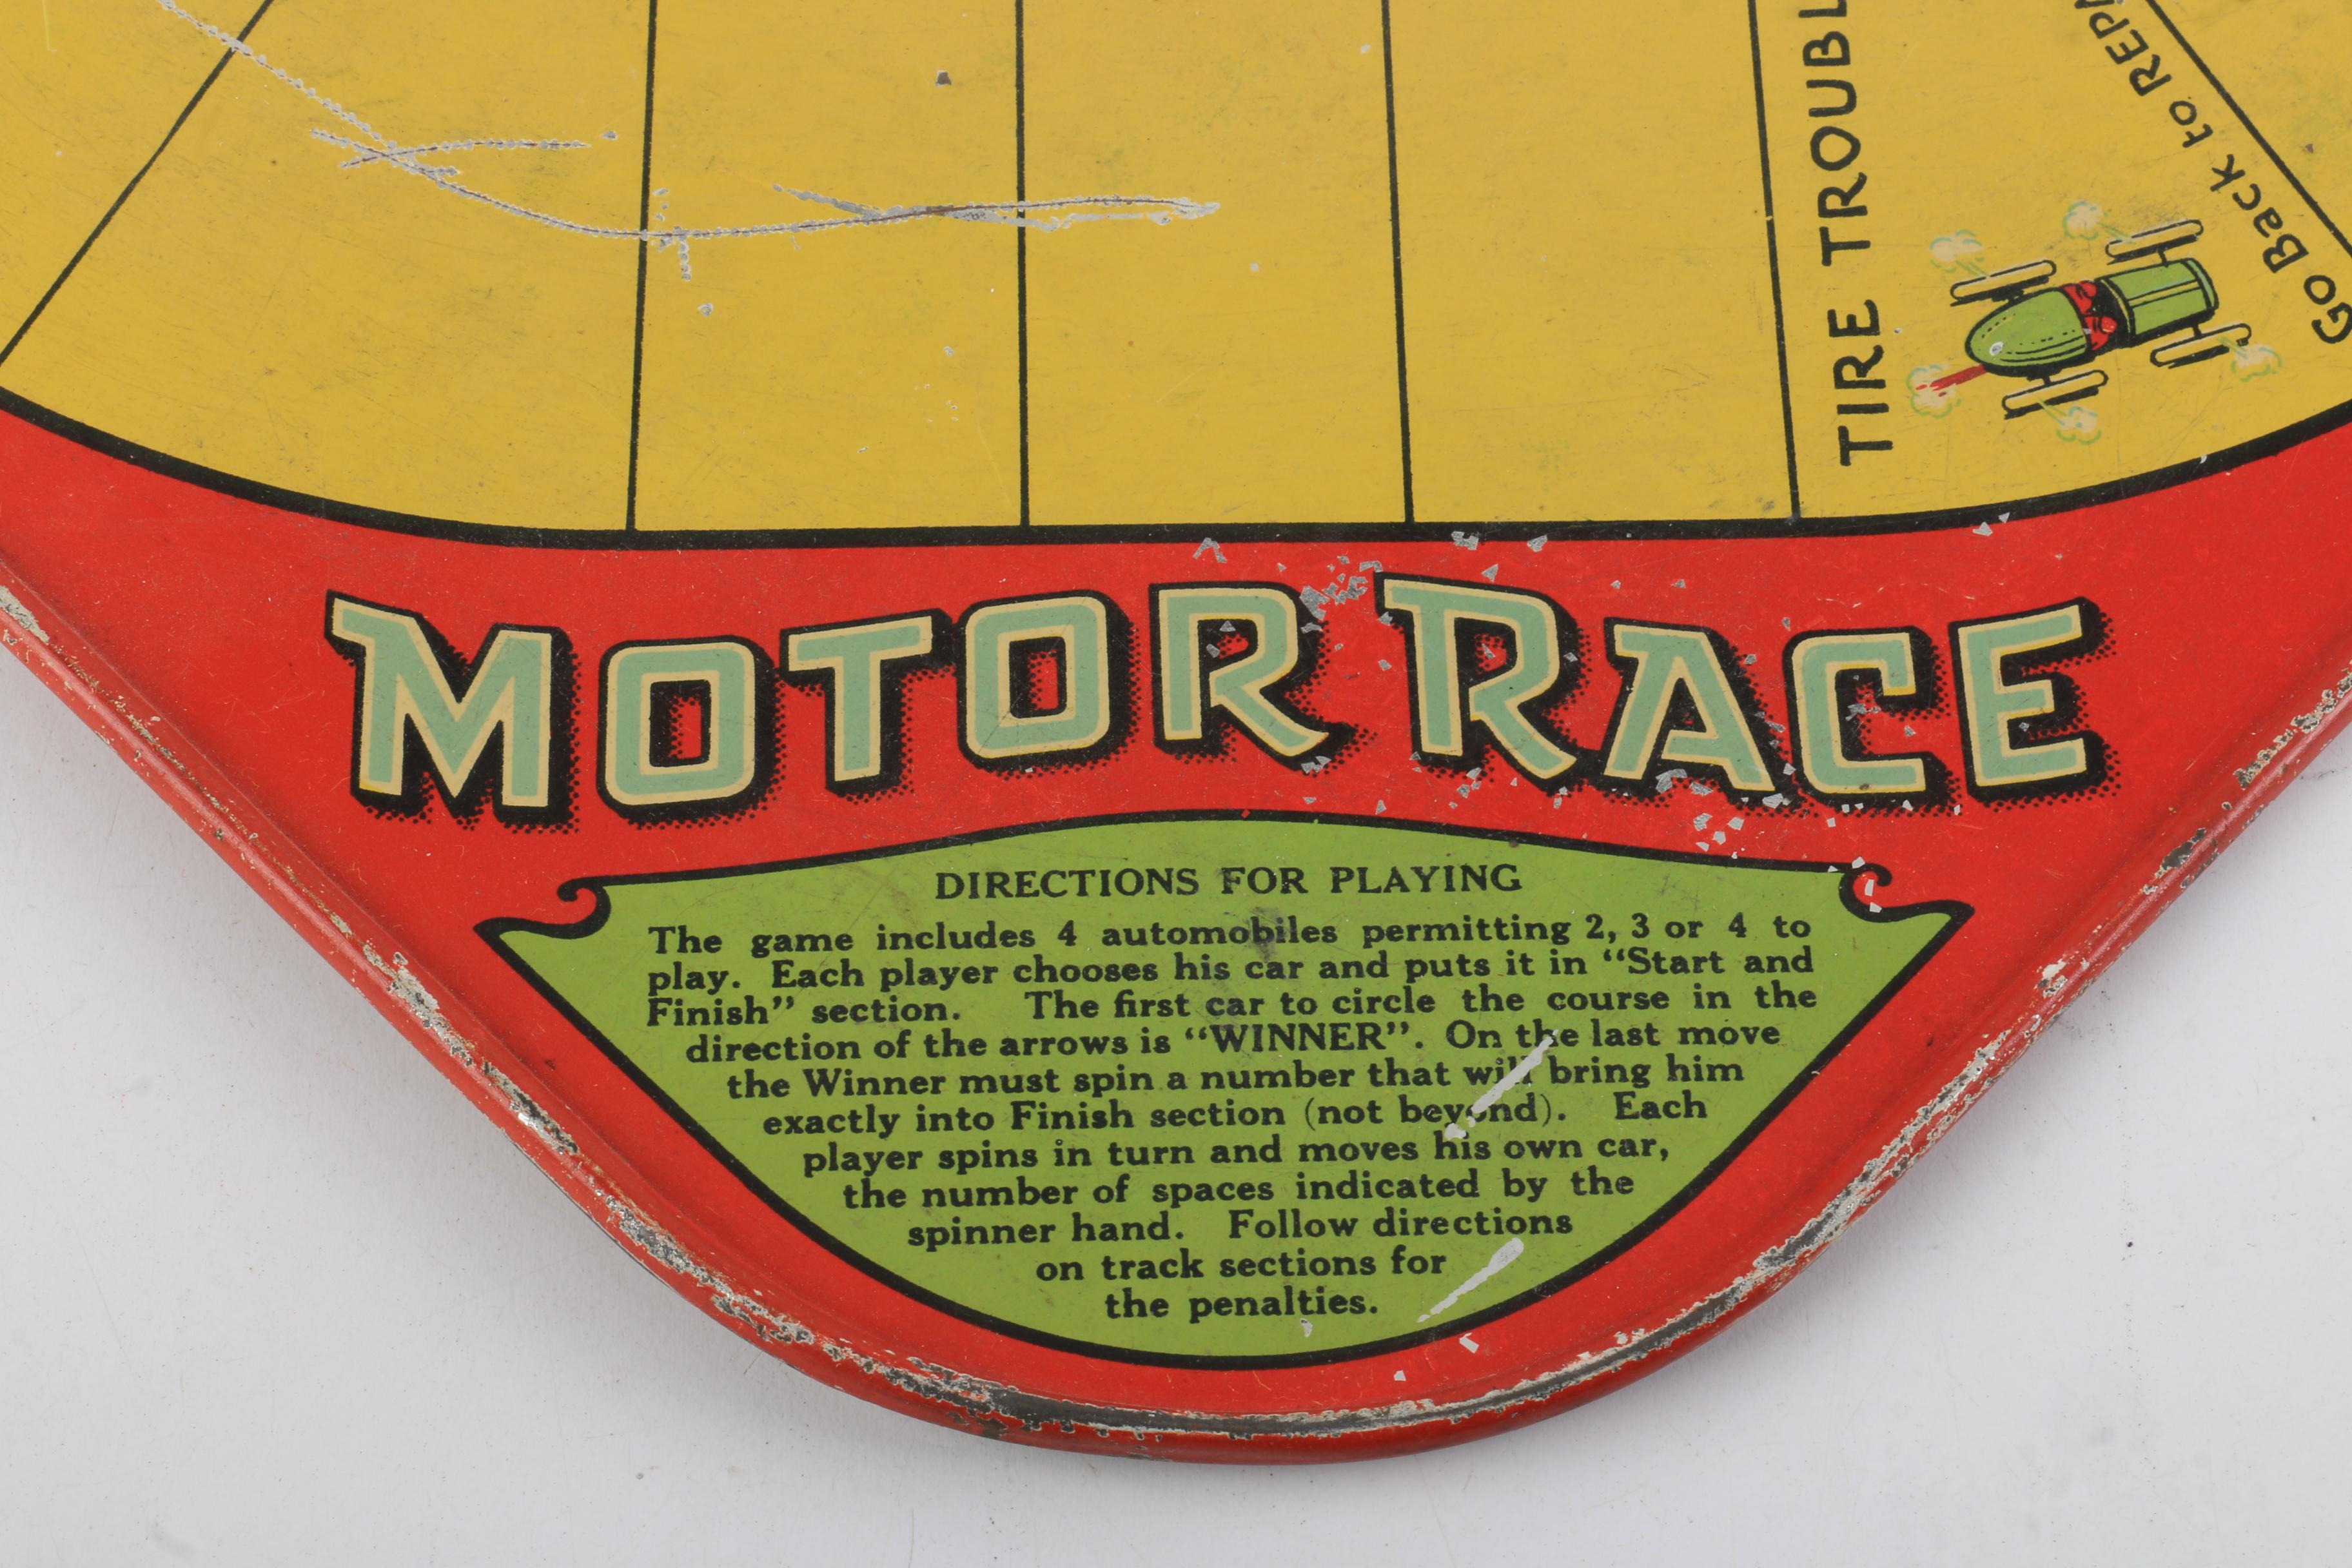 TIRE
Go Back to
MOTOR RACE
DIRECTIONS FOR PLAYING
The game includes 4 automobiles permitting 2, 3 or 4 to
play. Each player chooses his car and puts it in “Start and
Finish” section. The first car to circle the course in the
direction of the arrows is “WINNER”. On the last move
the Winner must spin a number that will bring him
exactly into Finish section (not beyond). Each
player spins in turn and moves his own car,
the number of spaces indicated by the
spinner hand. Follow directions
on track sections for
the penalties.